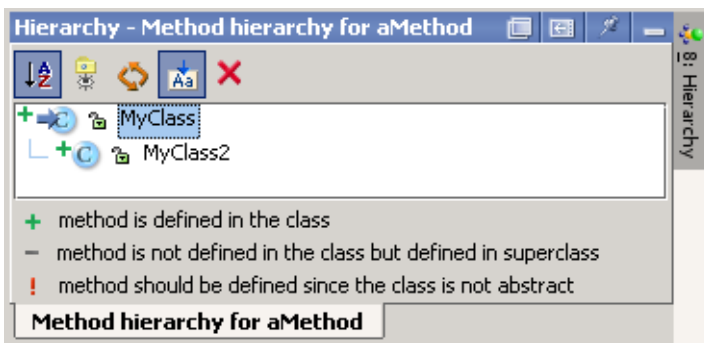 Hierarchy - Method hierarchy for aMethod
8: Hierarchy
MyClass
MyClass2
+ method is defined in the class
− method is not defined in the class but defined in superclass
! method should be defined since the class is not abstract
Method hierarchy for aMethod